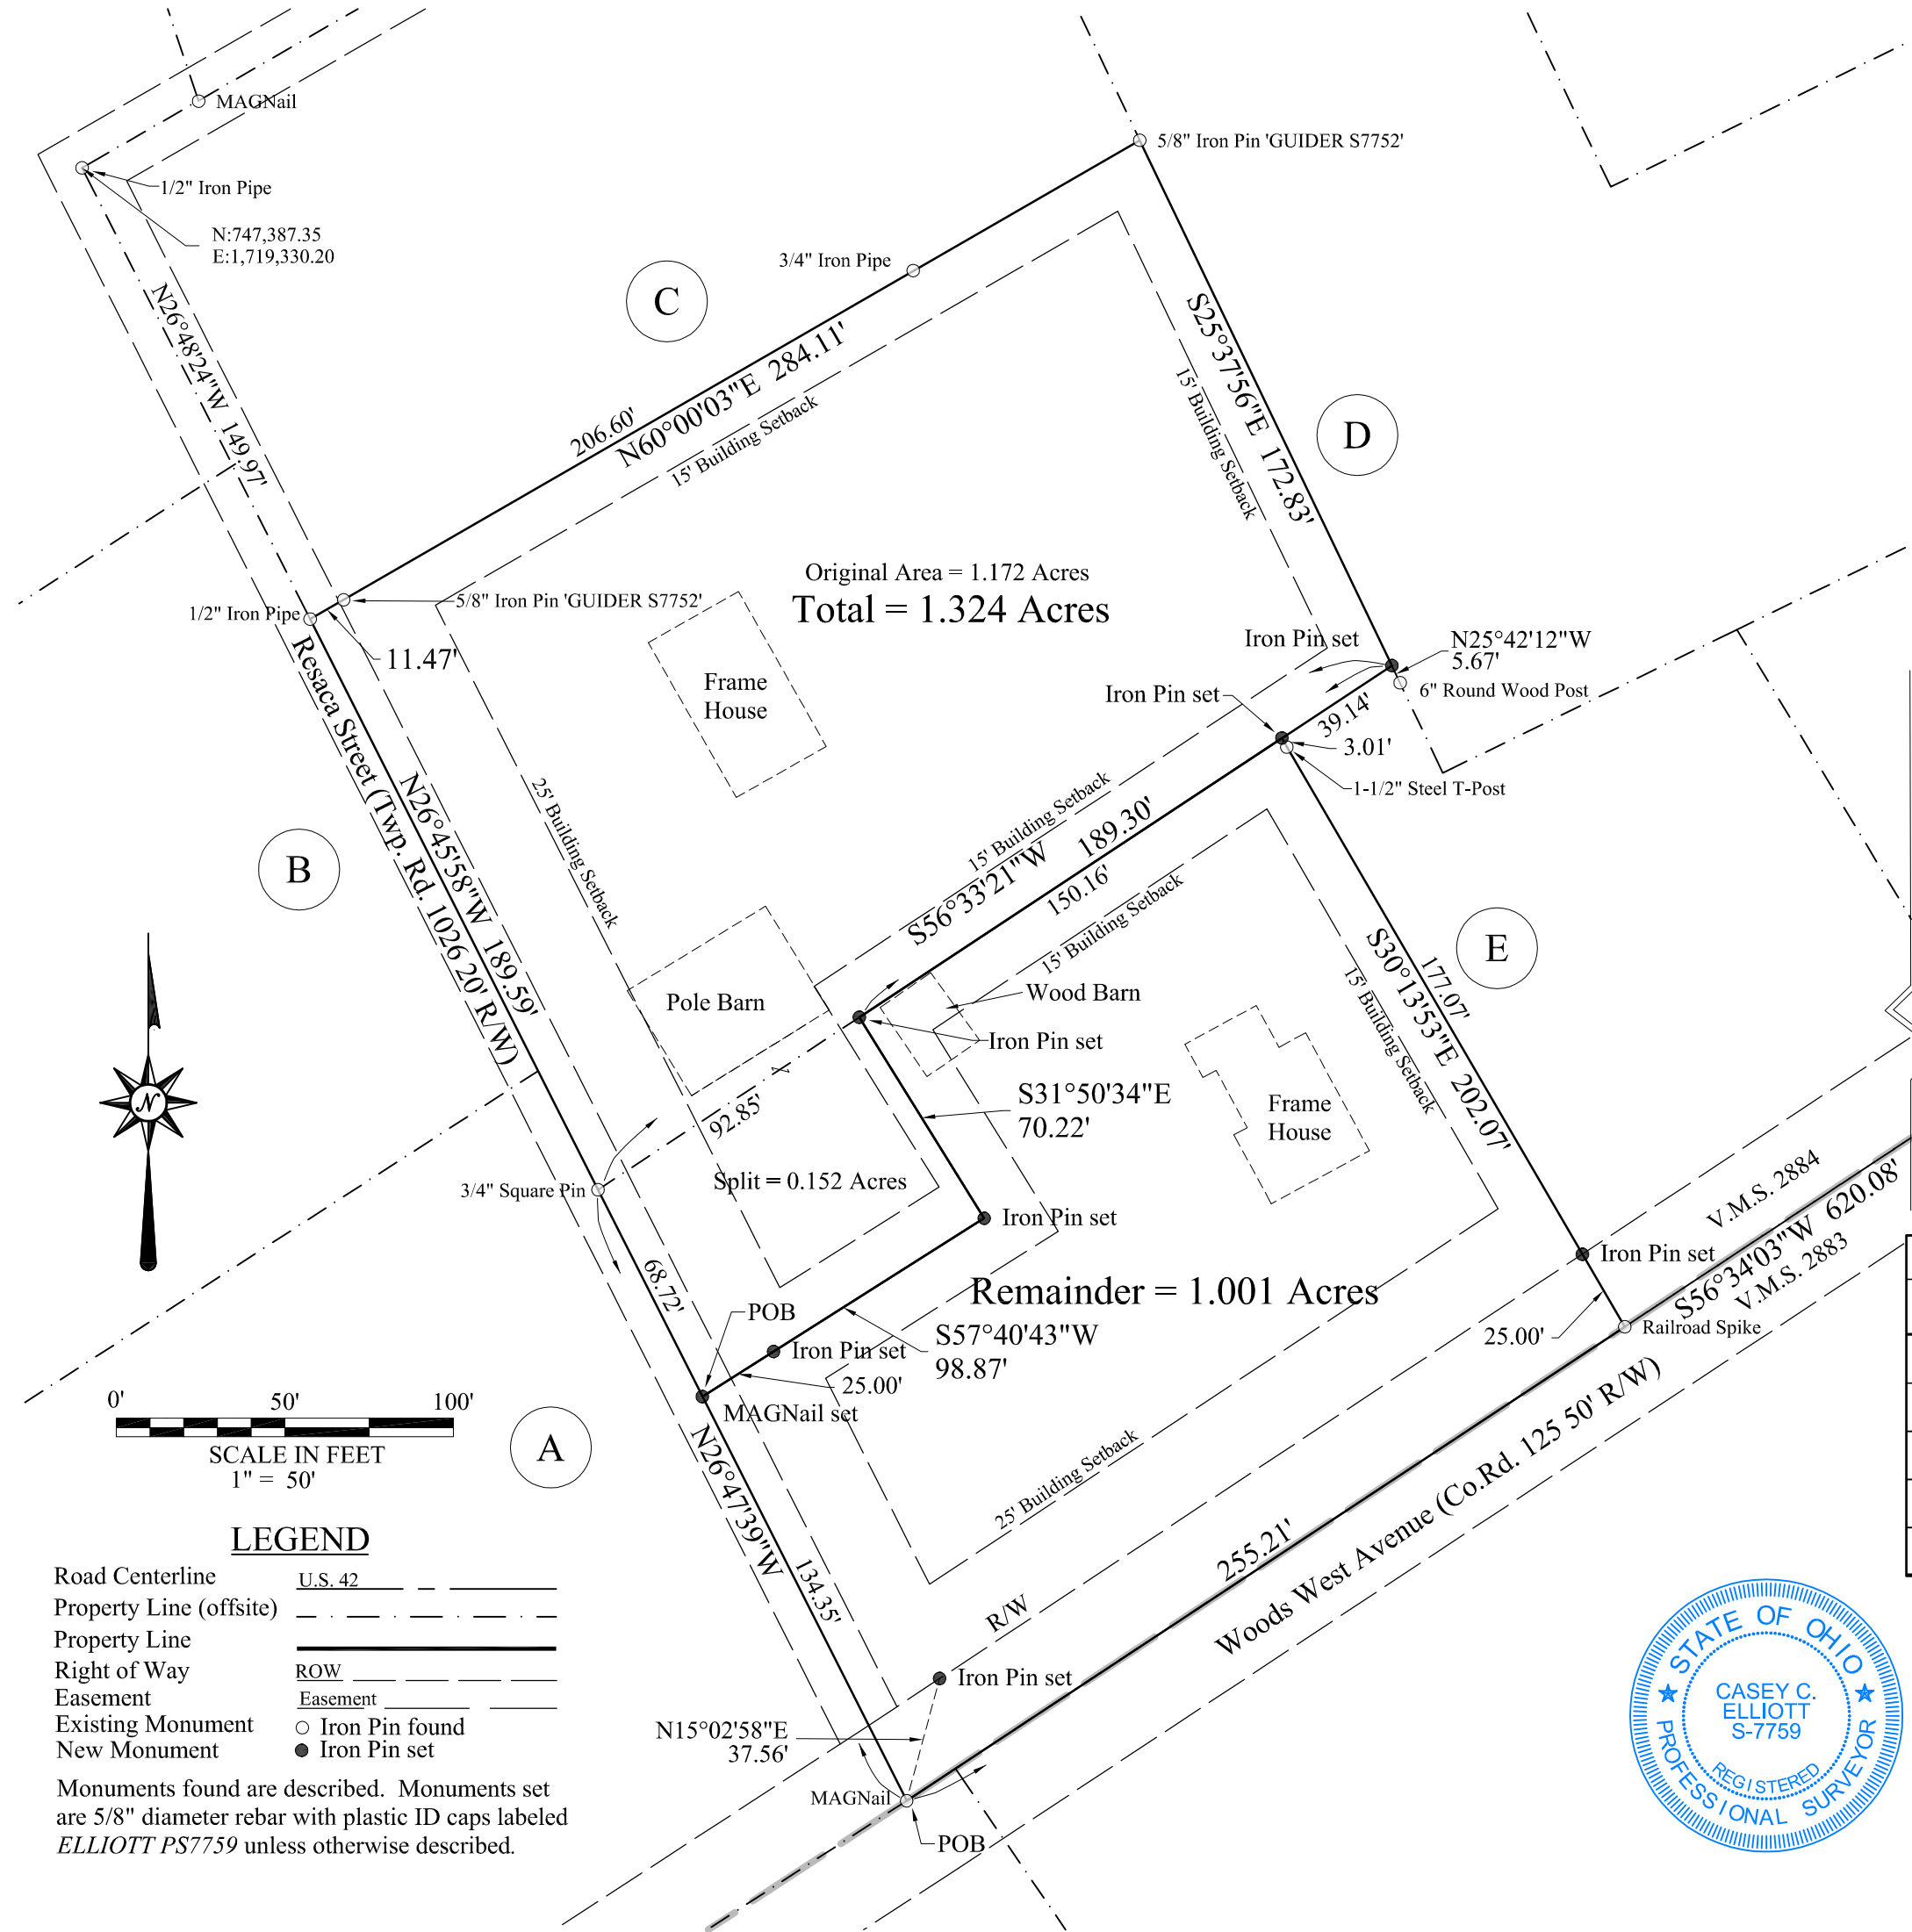 MAGNail
1/2" Iron Pipe
N:747,387.35
E:1,719,330.20
N26°48'24"W 149.97'
5/8" Iron Pin 'GUIDER S7752'
3/4" Iron Pipe
C
206.60'
N60°00'03"E 284.11'
15' Building Setback
S25°37'56"E 172.83'
15' Building Setback
D
Original Area = 1.172 Acres
Total = 1.324 Acres
1/2" Iron Pipe
5/8" Iron Pin 'GUIDER S7752'
11.47'
Frame
House
Iron Pin set
N25°42'12"W
5.67'
6" Round Wood Post
Iron Pin set
39.14'
3.01'
1-1/2" Steel T-Post
Resaca Street (Twp. Rd. 1026 20' R/W)
N26°45'58"W 189.59'
25' Building Setback
B
15' Building Setback
S56°33'21"W 189.30'
150.16'
15' Building Setback
E
177.07'
S30°13'53"E 202.07'
15' Building Setback
Pole Barn
Wood Barn
Iron Pin set
S31°50'34"E
70.22'
Frame
House
N
92.85'
X
3/4" Square Pin
Split = 0.152 Acres
Iron Pin set
68.72'
POB
Remainder = 1.001 Acres
Iron Pin set
S57°40'43"W
98.87'
25.00'
MAGNail set
V.M.S. 2884
S56°34'03"W 620.08'
V.M.S. 2883
Iron Pin set
25.00'
Railroad Spike
0' 50' 100'
SCALE IN FEET
1" = 50'
A
N26°47'39"W 134.35'
25' Building Setback
255.21'
Woods West Avenue (Co.Rd. 125 50' R/W)
R/W
Iron Pin set
N15°02'58"E
37.56'
MAGNail
POB
LEGEND
Road Centerline U.S. 42
Property Line (offsite)
Property Line
Right of Way ROW
Easement Easement
Existing Monument Iron Pin found
New Monument Iron Pin set
Monuments found are described. Monuments set
are 5/8" diameter rebar with plastic ID caps labeled
ELLIOTT PS7759 unless otherwise described.
STATE OF OHIO
CASEY C.
ELLIOTT
S-7759
REGISTERED
PROFESSIONAL SURVEYOR